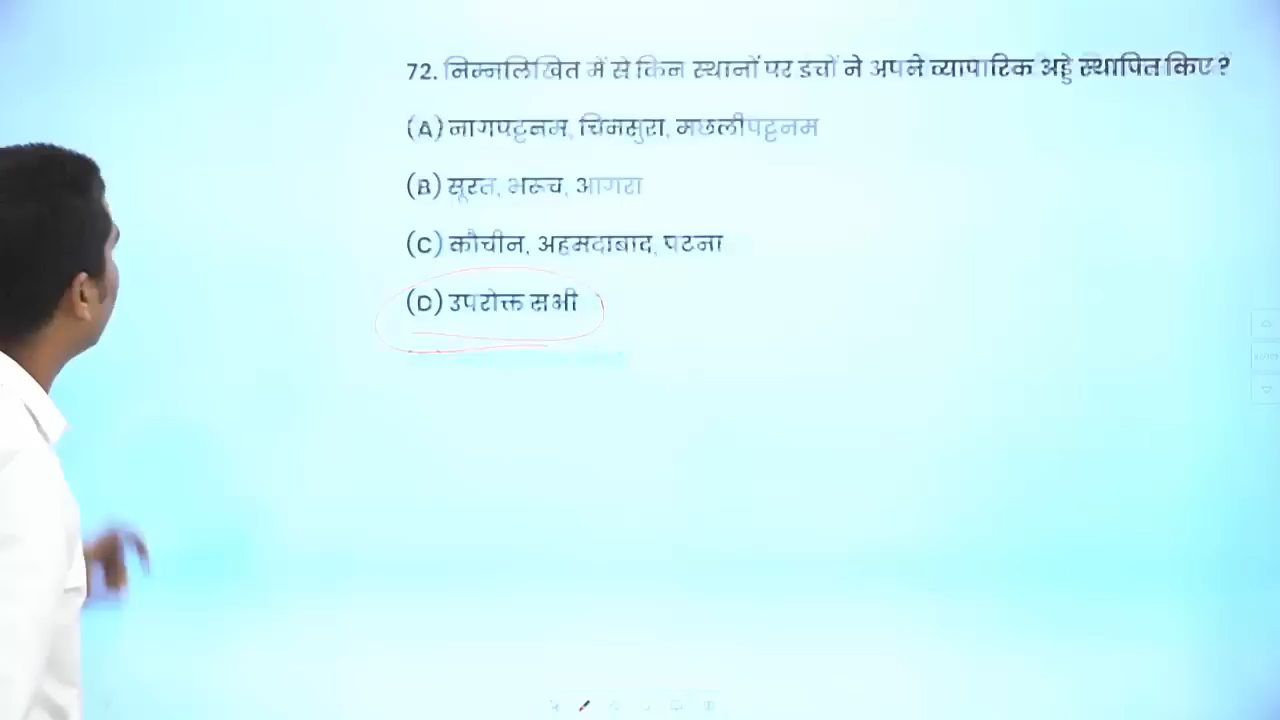 72. निम्नलिखित में से किन स्थानों पर डचों ने अपने व्यापारिक अड्डे स्थापित किए ?
(A) नागपट्टनम, चिनसुरा, मछलीपट्टनम
(B) सूरत, भरूच, आगरा
(C) कोचीन, अहमदाबाद, पटना
(D) उपरोक्त सभी